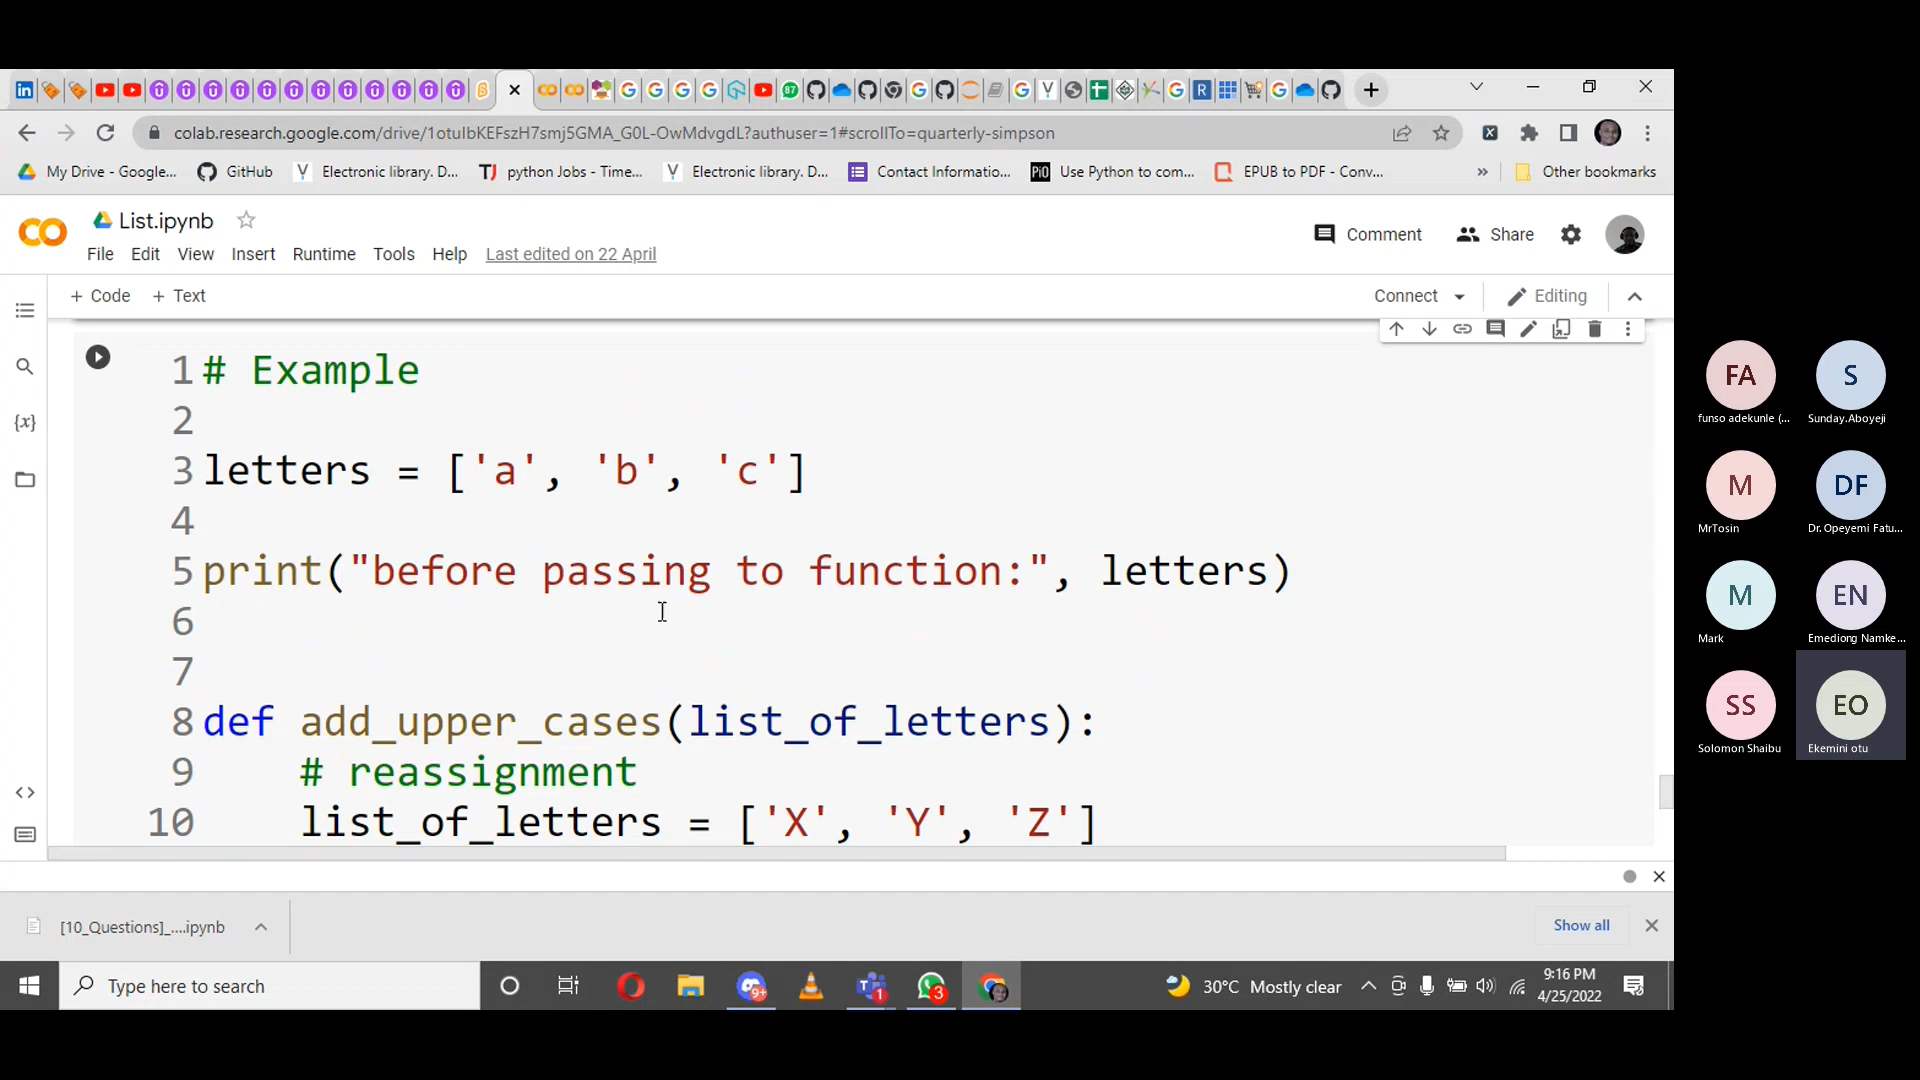 colab.research.google.com/drive/1otuIbKEFszH7smj5GMA_G0L-OwMdvgdL?authuser=1#scrollTo=quarterly-simpson
My Drive - Google... GitHub Electronic library. D... python Jobs - Time... Electronic library. D... Contact Informatio... Use Python to com... EPUB to PDF - Conv... » Other bookmarks
List.ipynb
Comment Share
File Edit View Insert Runtime Tools Help Last edited on 22 April
+ Code + Text Connect Editing
1 # Example
2
3 letters = ['a', 'b', 'c']
4
5 print("before passing to function:", letters)
6
7
8 def add_upper_cases(list_of_letters):
9 # reassignment
10 list_of_letters = ['X', 'Y', 'Z']
[10_Questions]_....ipynb Show all
Type here to search 30°C Mostly clear 9:16 PM
4/25/2022
FA S
funso adekunle (... Sunday.Aboyeji
M DF
MrTosin Dr. Opeyemi Fatu...
M EN
Mark Emediong Namke...
SS EO
Solomon Shaibu Ekemini otu